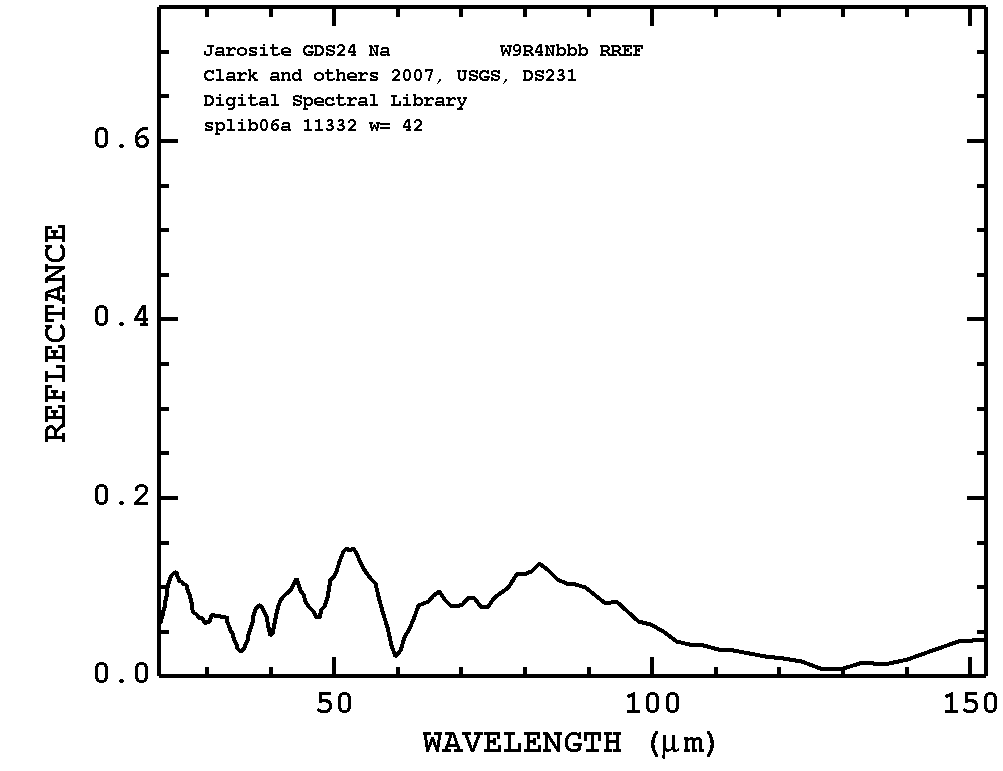 Jarosite GDS24 Na W9R4Nbbb RREF
Clark and others 2007, USGS, DS231
Digital Spectral Library
splib06a 11332 w= 42
0.6
0.4
0.2
0.0
REFLECTANCE
50 100 150
WAVELENGTH (μm)